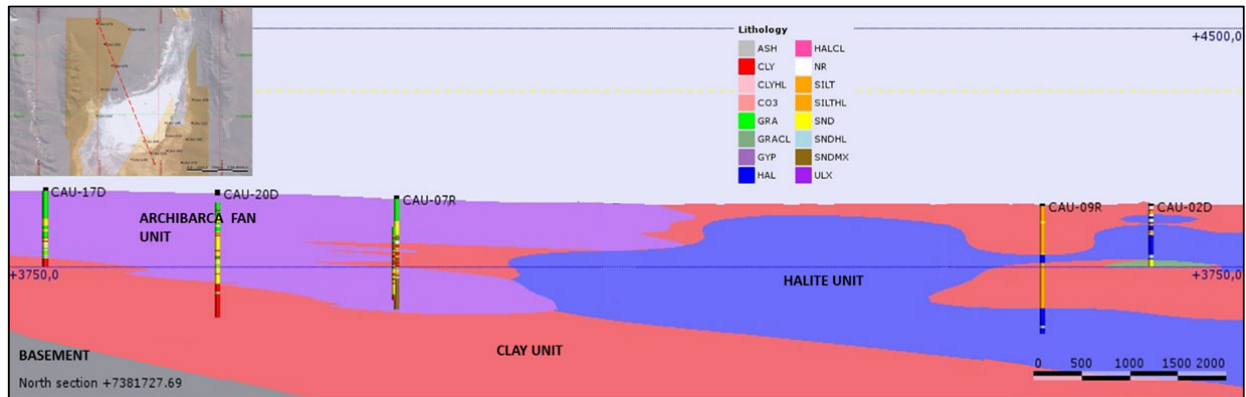 +4500,0
Lithology
ASH HALCL
CLY NR
CLYHL SILT
CO3 SILTHL
GRA SND
GRACL SNDHL
GYP SNDMX
HAL ULX
CAU-17D
CAU-20D
CAU-07R
CAU-09R
CAU-02D
ARCHIBARCA FAN
UNIT
+3750,0
+3750,0
HALITE UNIT
CLAY UNIT
BASEMENT
North section +7381727.69
0 500 1000 1500 2000